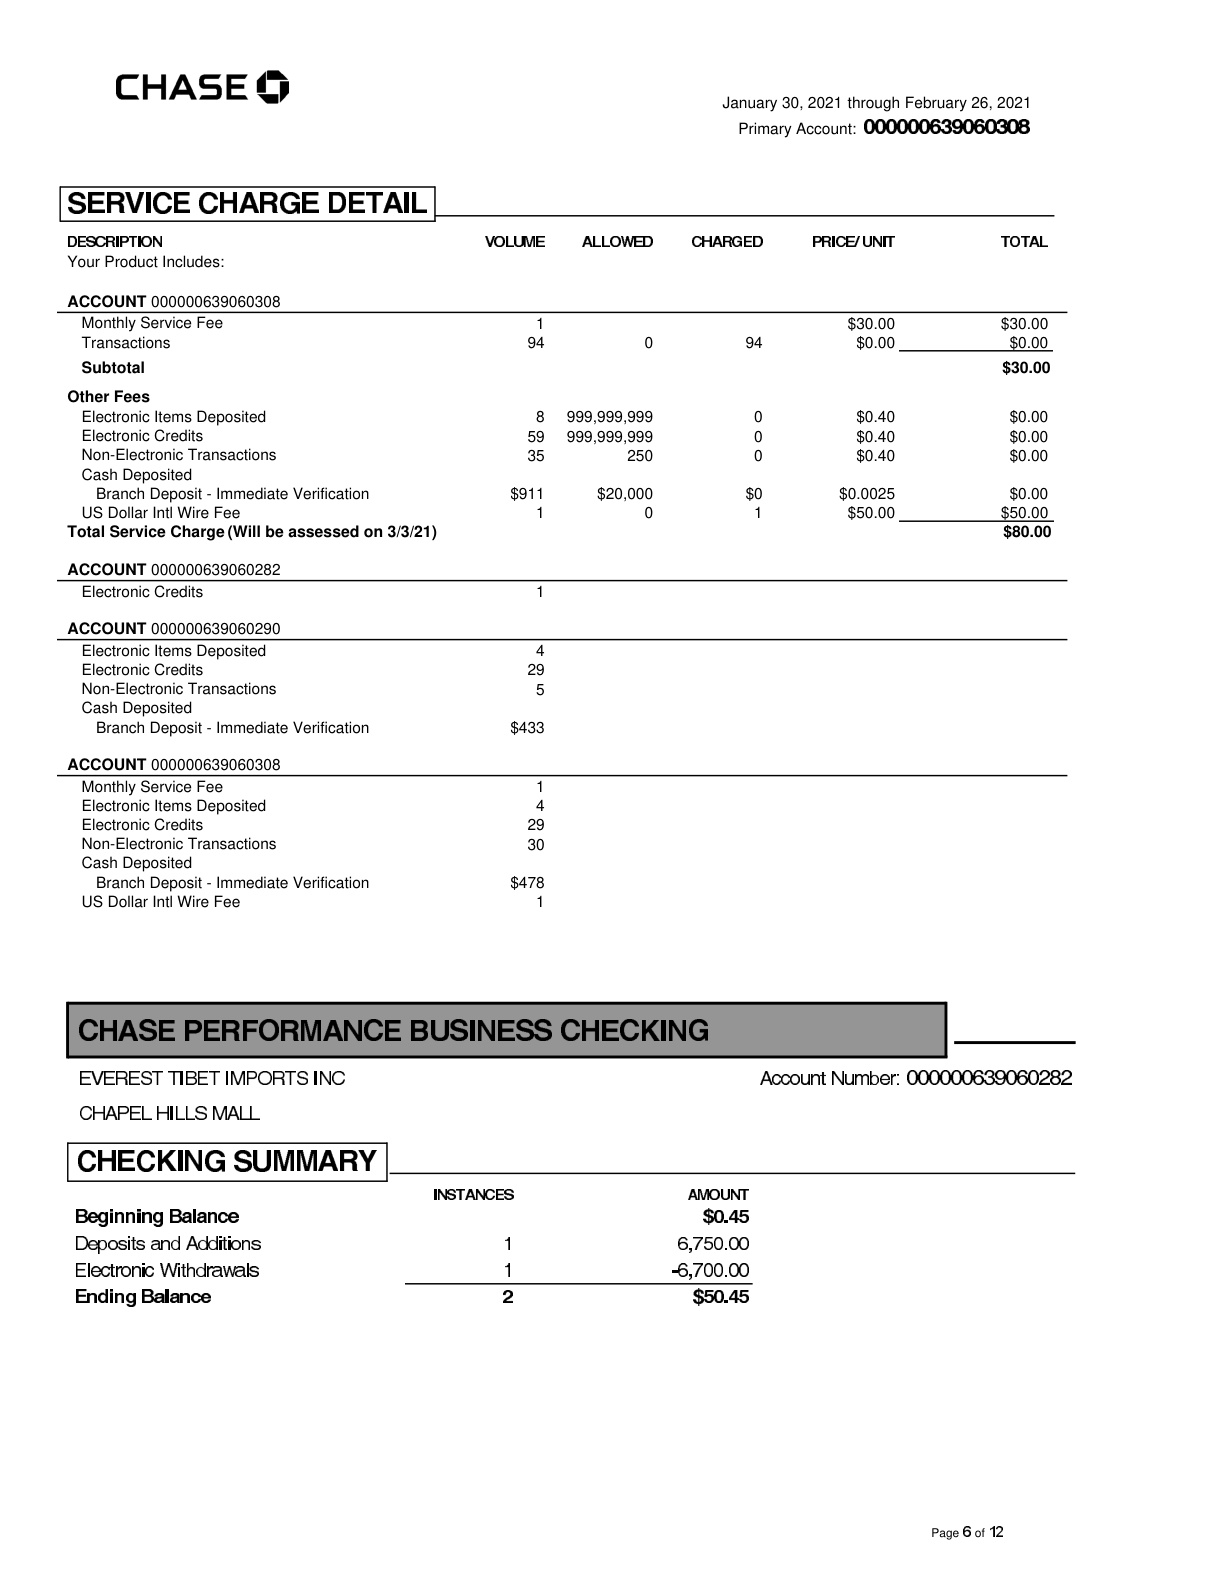 CHASE
January 30, 2021 through February 26, 2021
Primary Account: 000000639060308
SERVICE CHARGE DETAIL
DESCRIPTION VOLUME ALLOWED CHARGED PRICE/ UNIT TOTAL
Your Product Includes:
ACCOUNT 000000639060308
Monthly Service Fee 1 $30.00 $30.00
Transactions 94 0 94 $0.00 $0.00
Subtotal $30.00
Other Fees
Electronic Items Deposited 8 999,999,999 0 $0.40 $0.00
Electronic Credits 59 999,999,999 0 $0.40 $0.00
Non-Electronic Transactions 35 250 0 $0.40 $0.00
Cash Deposited
Branch Deposit - Immediate Verification $911 $20,000 $0 $0.0025 $0.00
US Dollar Intl Wire Fee 1 0 1 $50.00 $50.00
Total Service Charge (Will be assessed on 3/3/21) $80.00
ACCOUNT 000000639060282
Electronic Credits 1
ACCOUNT 000000639060290
Electronic Items Deposited 4
Electronic Credits 29
Non-Electronic Transactions 5
Cash Deposited
Branch Deposit - Immediate Verification $433
ACCOUNT 000000639060308
Monthly Service Fee 1
Electronic Items Deposited 4
Electronic Credits 29
Non-Electronic Transactions 30
Cash Deposited
Branch Deposit - Immediate Verification $478
US Dollar Intl Wire Fee 1
CHASE PERFORMANCE BUSINESS CHECKING
EVEREST TIBET IMPORTS INC Account Number: 000000639060282
CHAPEL HILLS MALL
CHECKING SUMMARY
INSTANCES AMOUNT
Beginning Balance $0.45
Deposits and Additions 1 6,750.00
Electronic Withdrawals 1 -6,700.00
Ending Balance 2 $50.45
Page 6 of 12